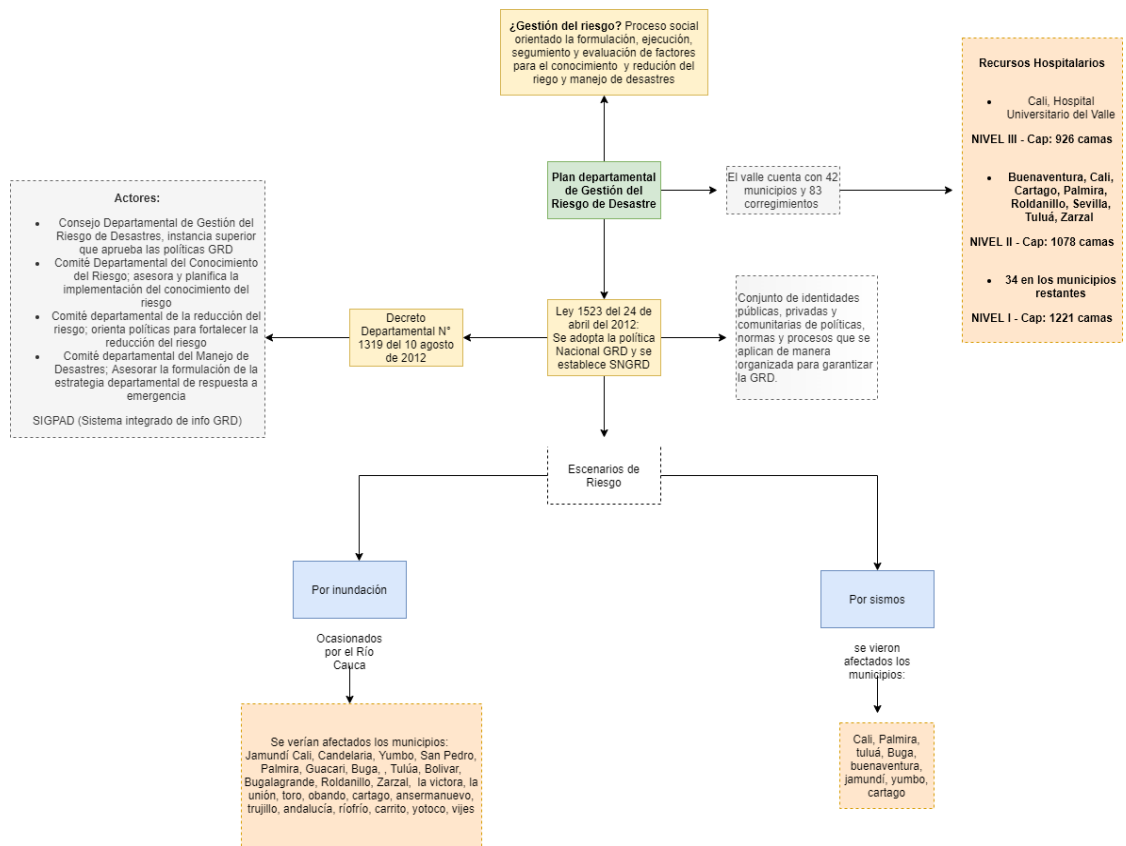 ¿Gestión del riesgo? Proceso social
orientado la formulación, ejecución,
segumiento y evaluación de factores
para el conocimiento y redución del
riego y manejo de desastres
Recursos Hospitalarios
Cali, Hospital
Universitario del Valle
NIVEL III - Cap: 926 camas
Buenaventura, Cali,
Cartago, Palmira,
Roldanillo, Sevilla,
Tuluá, Zarzal
NIVEL II - Cap: 1078 camas
34 en los municipios
restantes
NIVEL I - Cap: 1221 camas
Plan departamental
de Gestión del
Riesgo de Desastre
El valle cuenta con 42
municipios y 83
corregimientos
Actores:
Consejo Departamental de Gestión del
Riesgo de Desastres, instancia superior
que aprueba las políticas GRD
Comité Departamental del Conocimiento
del Riesgo; asesora y planifica la
implementación del conocimiento del
riesgo
Comité departamental de la reducción del
riesgo; orienta políticas para fortalecer la
reducción del riesgo
Comité departamental del Manejo de
Desastres; Asesorar la formulación de la
estrategia departamental de respuesta a
emergencia
SIGPAD (Sistema integrado de info GRD)
Decreto
Departamental N°
1319 del 10 agosto
de 2012
Ley 1523 del 24 de
abril del 2012:
Se adopta la política
Nacional GRD y se
establece SNGRD
Conjunto de identidades
públicas, privadas y
comunitarias de políticas,
normas y procesos que se
aplican de manera
organizada para garantizar
la GRD.
Escenarios de
Riesgo
Por inundación
Ocasionados
por el Río
Cauca
Se verían afectados los municipios:
Jamundí Cali, Candelaria, Yumbo, San Pedro,
Palmira, Guacari, Buga, , Tulúa, Bolivar,
Bugalagrande, Roldanillo, Zarzal, la victora, la
unión, toro, obando, cartago, ansermanuevo,
trujillo, andalucía, ríofrío, carrito, yotoco, vijes
Por sismos
se vieron
afectados los
municipios:
Cali, Palmira,
tuluá, Buga,
buenaventura,
jamundí, yumbo,
cartago